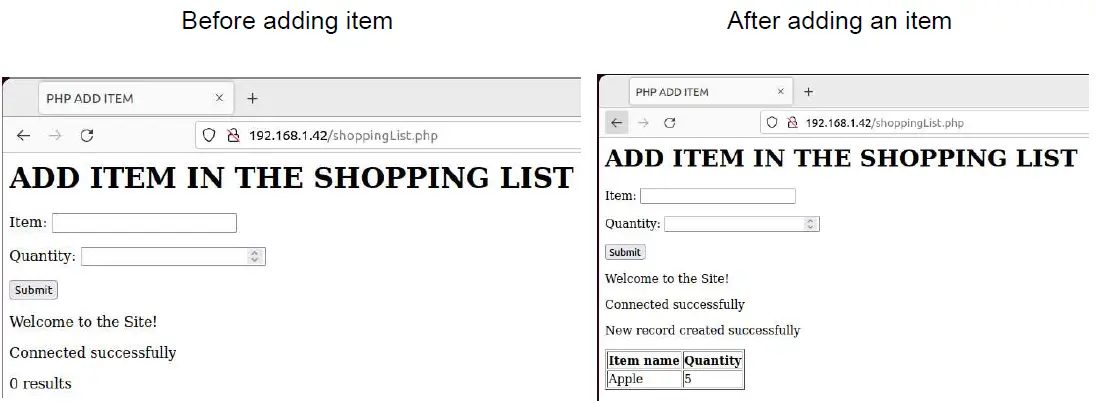 Before adding item
PHP ADD ITEM
192.168.1.42/shoppingList.php
ADD ITEM IN THE SHOPPING LIST
Item:
Quantity:
Submit
Welcome to the Site!
Connected successfully
0 results
After adding an item
PHP ADD ITEM
192.168.1.42/shoppingList.php
ADD ITEM IN THE SHOPPING LIST
Item:
Quantity:
Submit
Welcome to the Site!
Connected successfully
New record created successfully
Item name Quantity
Apple 5